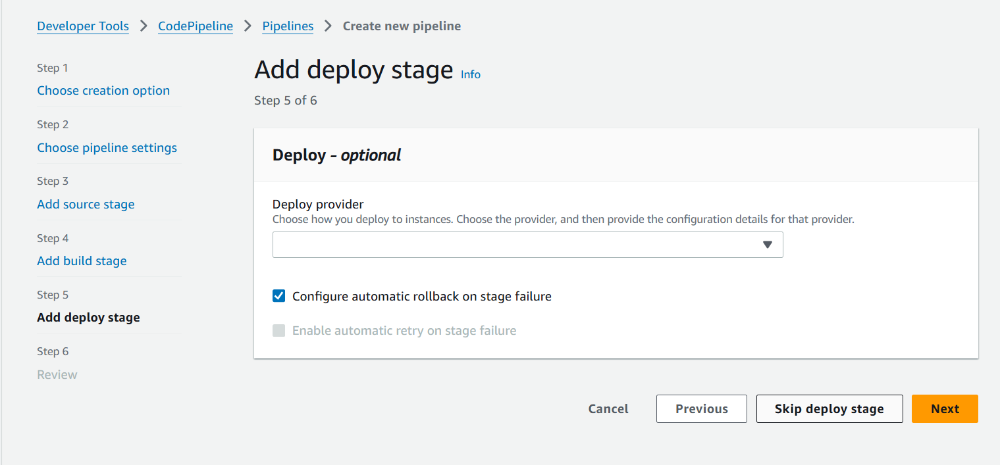 Developer Tools > CodePipeline > Pipelines > Create new pipeline
Step 1
Choose creation option
Step 2
Choose pipeline settings
Step 3
Add source stage
Step 4
Add build stage
Step 5
Add deploy stage
Step 6
Review
Add deploy stage Info
Step 5 of 6
Deploy - optional
Deploy provider
Choose how you deploy to instances. Choose the provider, and then provide the configuration details for that provider.
Configure automatic rollback on stage failure
Enable automatic retry on stage failure
Cancel Previous Skip deploy stage Next